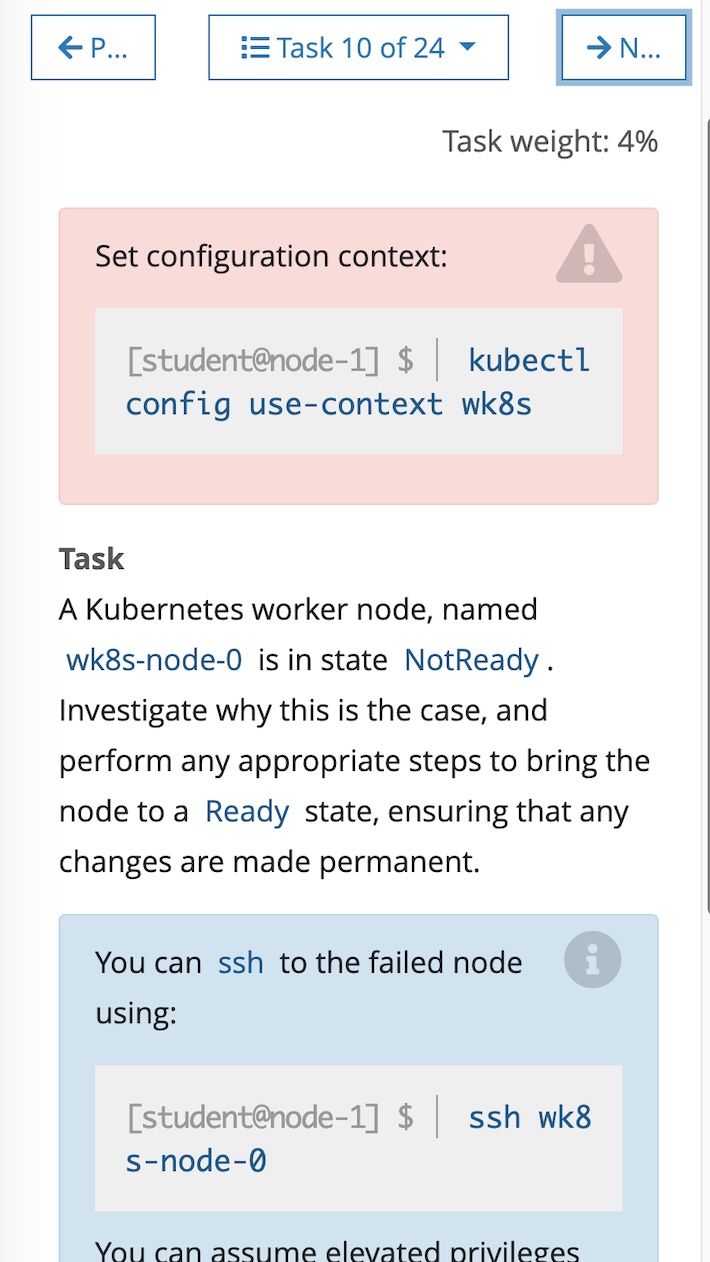 ← P...
Task 10 of 24
→ N...
Task weight: 4%
Set configuration context:
[student@node-1] $ | kubectl
config use-context wk8s
Task
A Kubernetes worker node, named
wk8s-node-0 is in state NotReady .
Investigate why this is the case, and
perform any appropriate steps to bring the
node to a Ready state, ensuring that any
changes are made permanent.
You can ssh to the failed node
using:
[student@node-1] $ | ssh wk8
s-node-0
You can assume elevated privileges